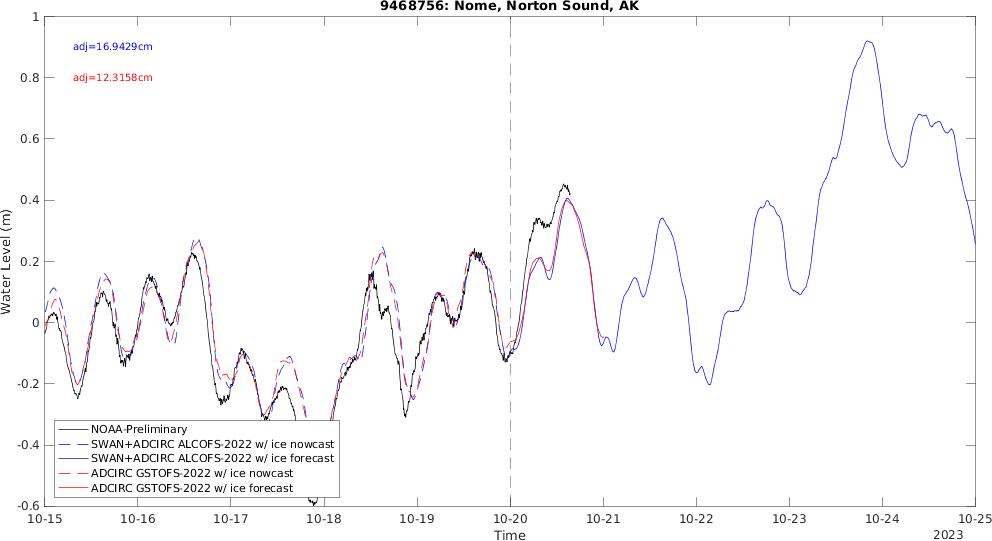 9468756: Nome, Norton Sound, AK
adj=16.9429cm
adj=12.3158cm
Water Level (m)
1
0.8
0.6
0.4
0.2
0
-0.2
-0.4
-0.6
NOAA-Preliminary
SWAN+ADCIRC ALCOFS-2022 w/ ice nowcast
SWAN+ADCIRC ALCOFS-2022 w/ ice forecast
ADCIRC GSTOFS-2022 w/ ice nowcast
ADCIRC GSTOFS-2022 w/ ice forecast
10-15 10-16 10-17 10-18 10-19 10-20 10-21 10-22 10-23 10-24 10-25
Time
2023